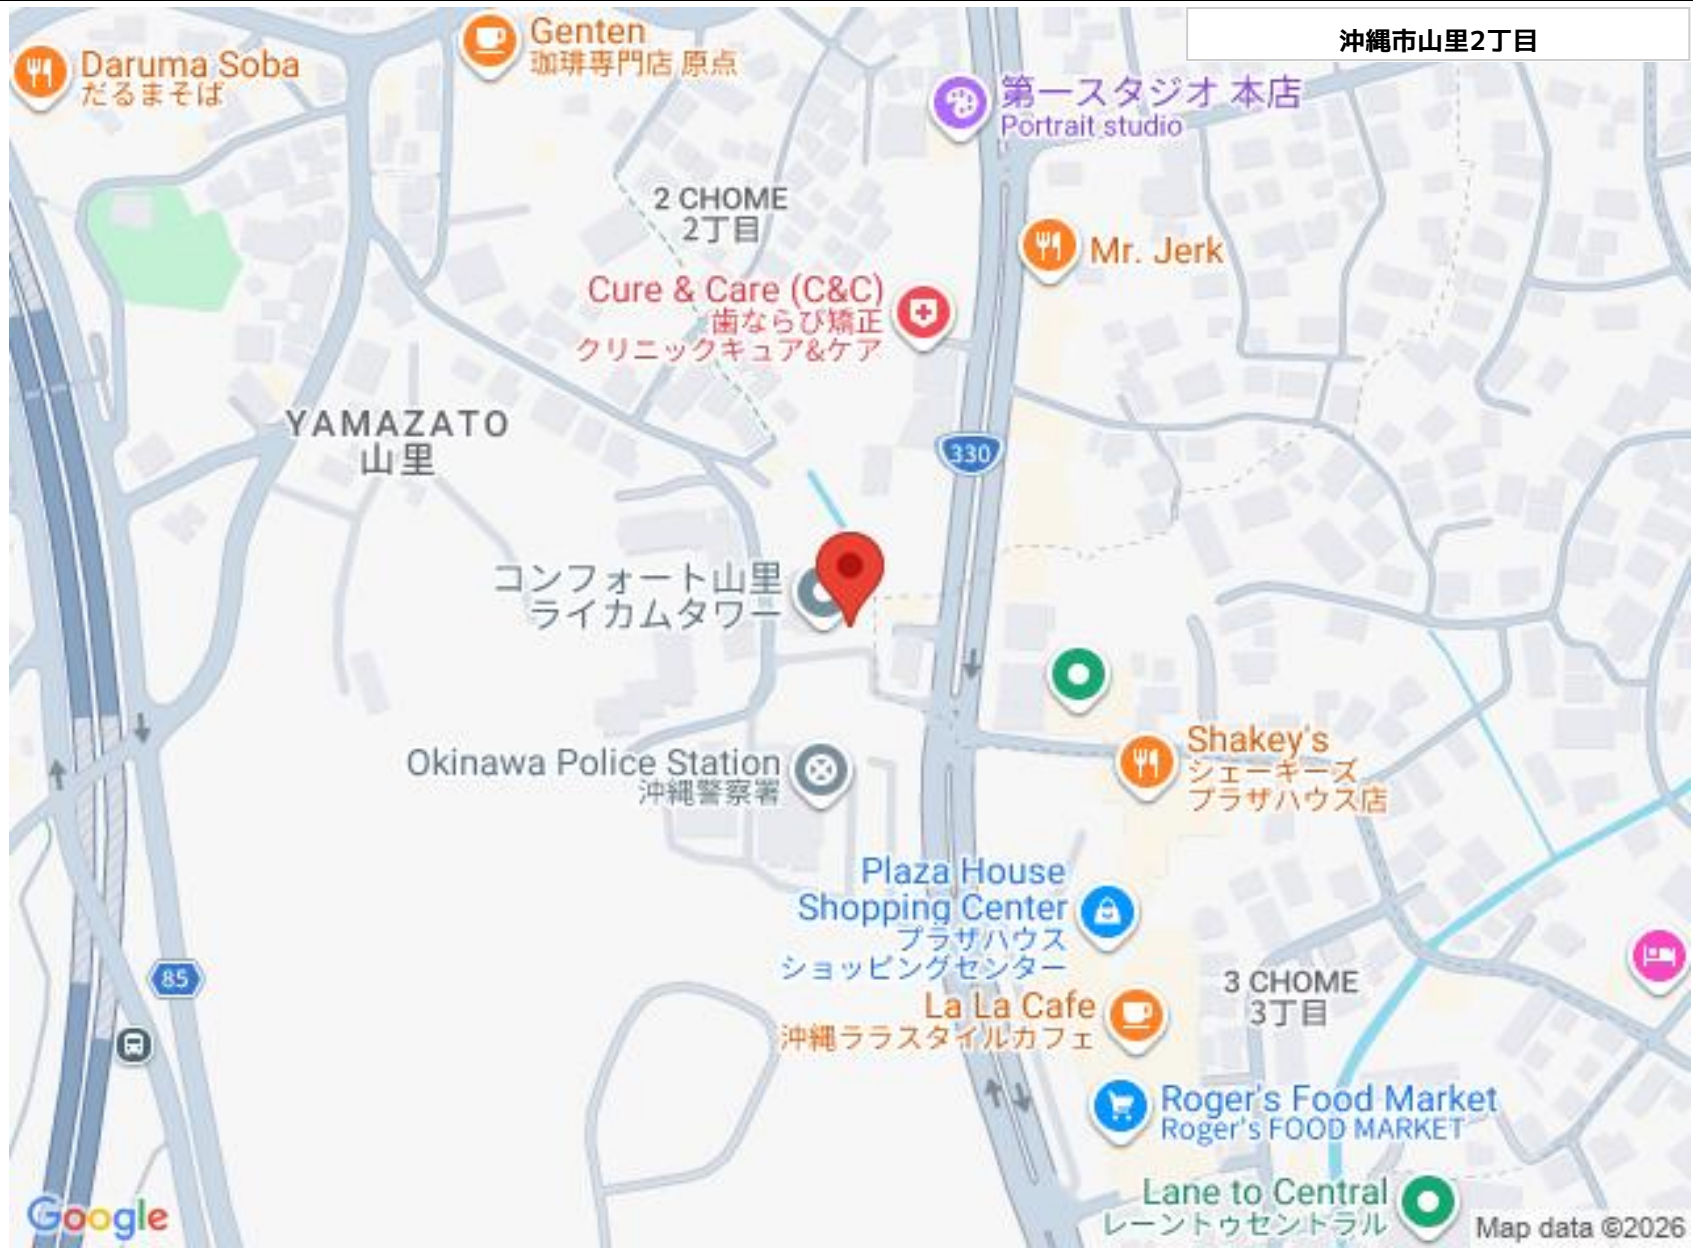 沖縄市山里2丁目
Genten
珈琲専門店 原点
Daruma Soba
だるまそば
第一スタジオ 本店
Portrait studio
2 CHOME
2丁目
Mr. Jerk
Cure & Care (C&C)
歯ならび矯正
クリニックキュア&ケア
YAMAZATO
山里
330
コンフォート山里
ライカムタワー
Shakey's
シェーキーズ
プラザハウス店
Okinawa Police Station
沖縄警察署
Plaza House
Shopping Center
プラザハウス
ショッピングセンター
85
3 CHOME
3丁目
La La Cafe
沖縄ララスタイルカフェ
Roger's Food Market
Roger's FOOD MARKET
Lane to Central
レーントゥセントラル
Google
Map data ©2026